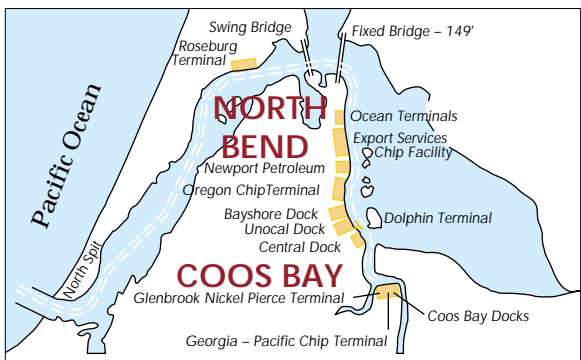 Swing Bridge
Fixed Bridge – 149'
Roseburg
Terminal
Pacific Ocean
NORTH
BEND
Ocean Terminals
Export Services
Chip Facility
Newport Petroleum
Oregon ChipTerminal
Bayshore Dock
Unocal Dock
Dolphin Terminal
Central Dock
North Spit
COOS BAY
Glenbrook Nickel Pierce Terminal
Coos Bay Docks
Georgia – Pacific Chip Terminal